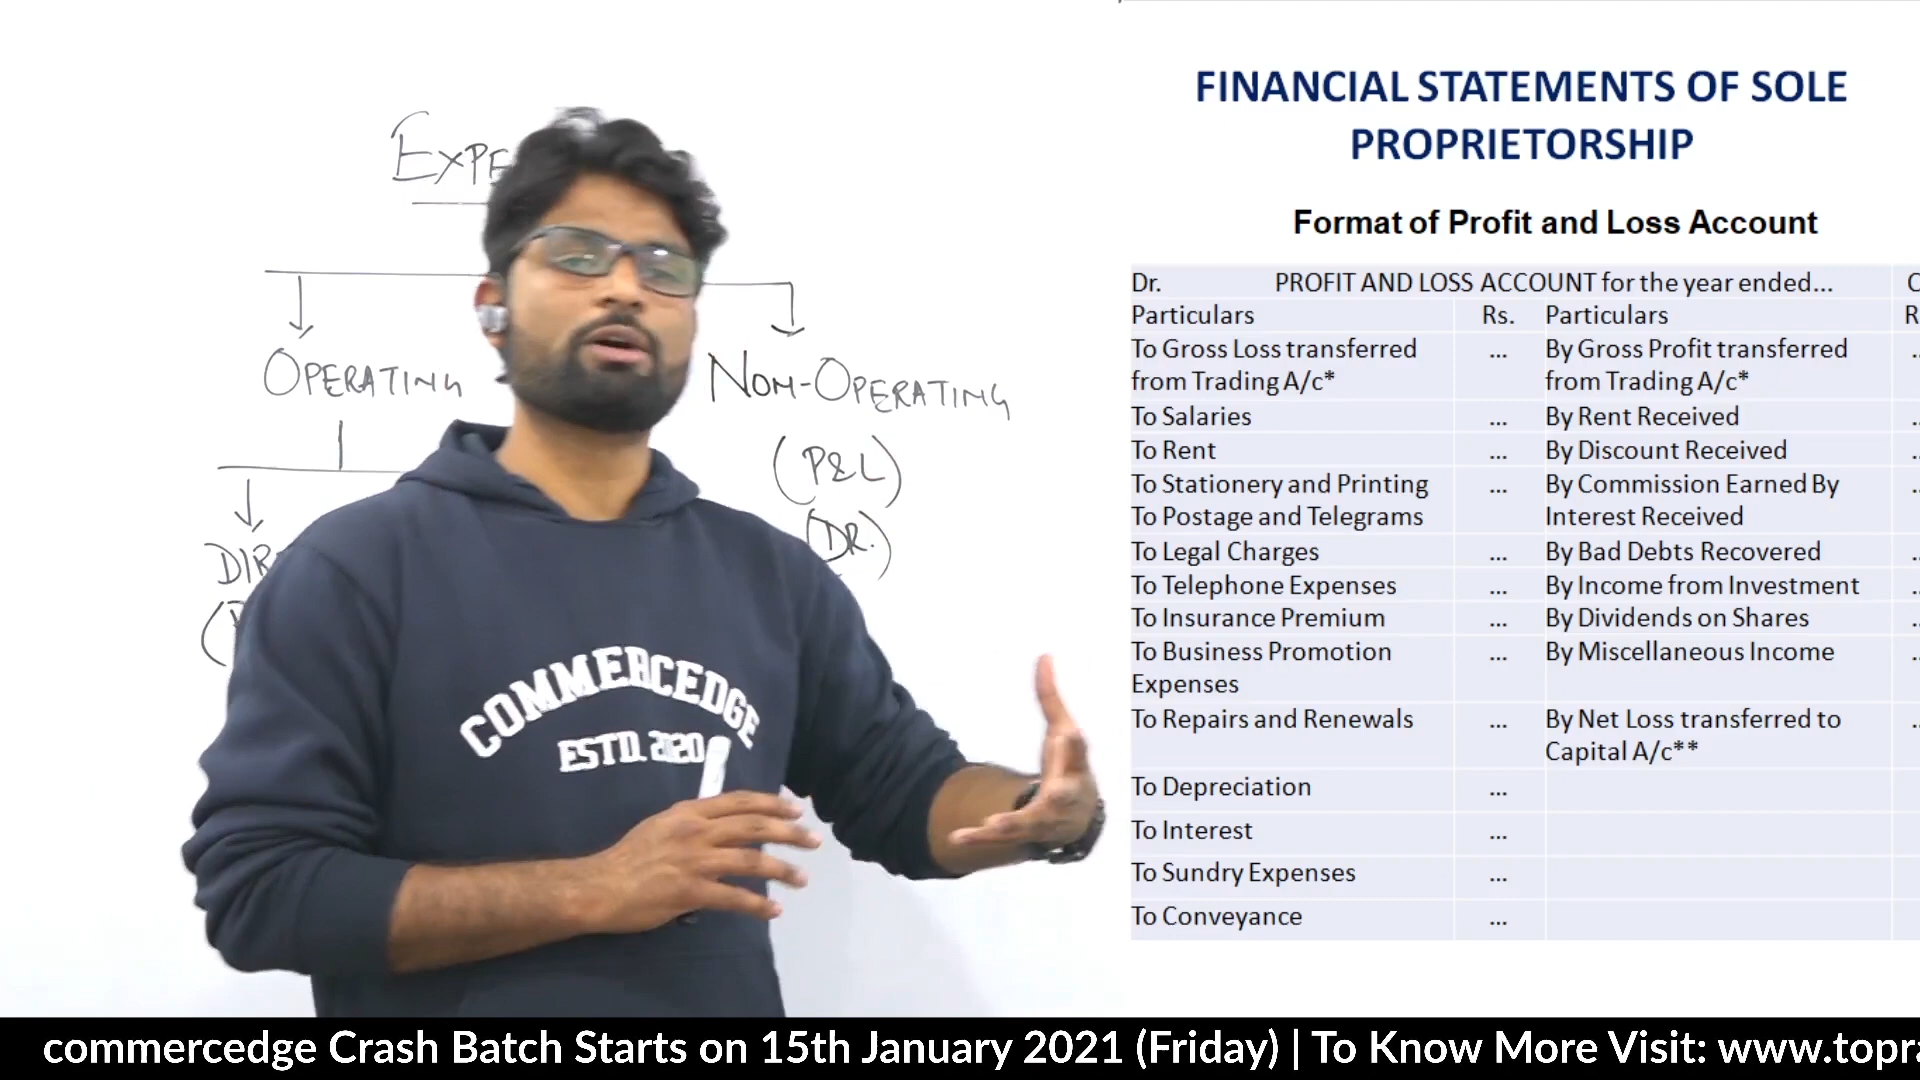 EXPE
OPERATING
NON-OPERATING
(P&L)
(DR.)
DIR
COMMERCEDGE
ESTD. 2020
FINANCIAL STATEMENTS OF SOLE
PROPRIETORSHIP
Format of Profit and Loss Account
Dr. PROFIT AND LOSS ACCOUNT for the year ended...
Particulars Rs. Particulars
To Gross Loss transferred ... By Gross Profit transferred
from Trading A/c* from Trading A/c*
To Salaries ... By Rent Received
To Rent ... By Discount Received
To Stationery and Printing ... By Commission Earned By
To Postage and Telegrams Interest Received
To Legal Charges ... By Bad Debts Recovered
To Telephone Expenses ... By Income from Investment
To Insurance Premium ... By Dividends on Shares
To Business Promotion ... By Miscellaneous Income
Expenses
To Repairs and Renewals ... By Net Loss transferred to
Capital A/c**
To Depreciation ...
To Interest ...
To Sundry Expenses ...
To Conveyance ...
commercedge Crash Batch Starts on 15th January 2021 (Friday) | To Know More Visit: www.topra